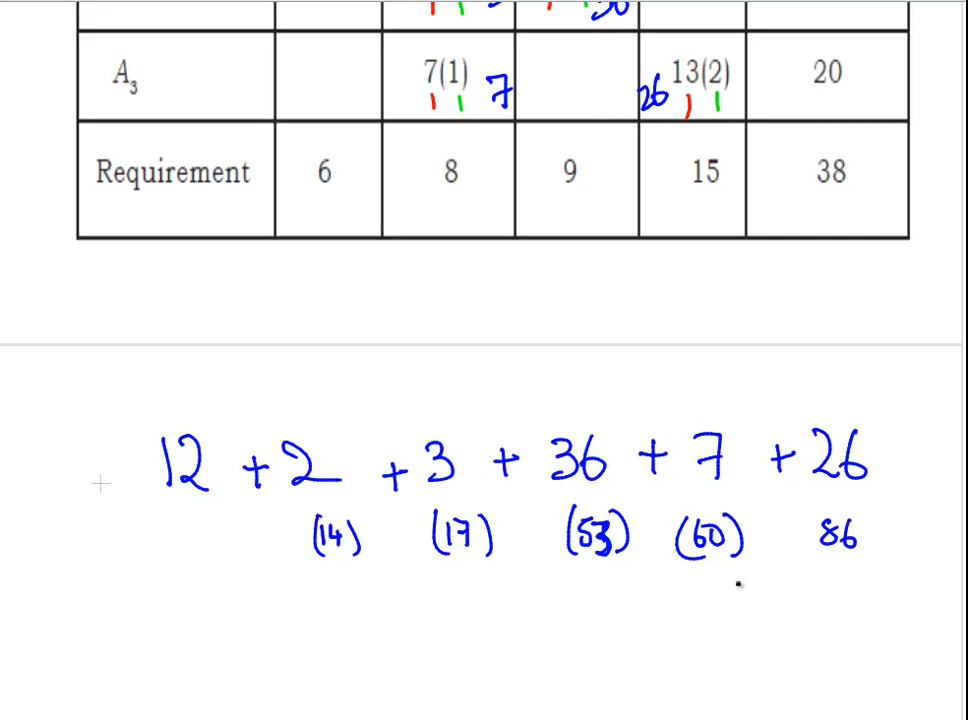 36
A3 7(1) 7 26 13(2) 20
Requirement 6 8 9 15 38
12 + 2 + 3 + 36 + 7 + 26
(14) (17) (53) (60) 86